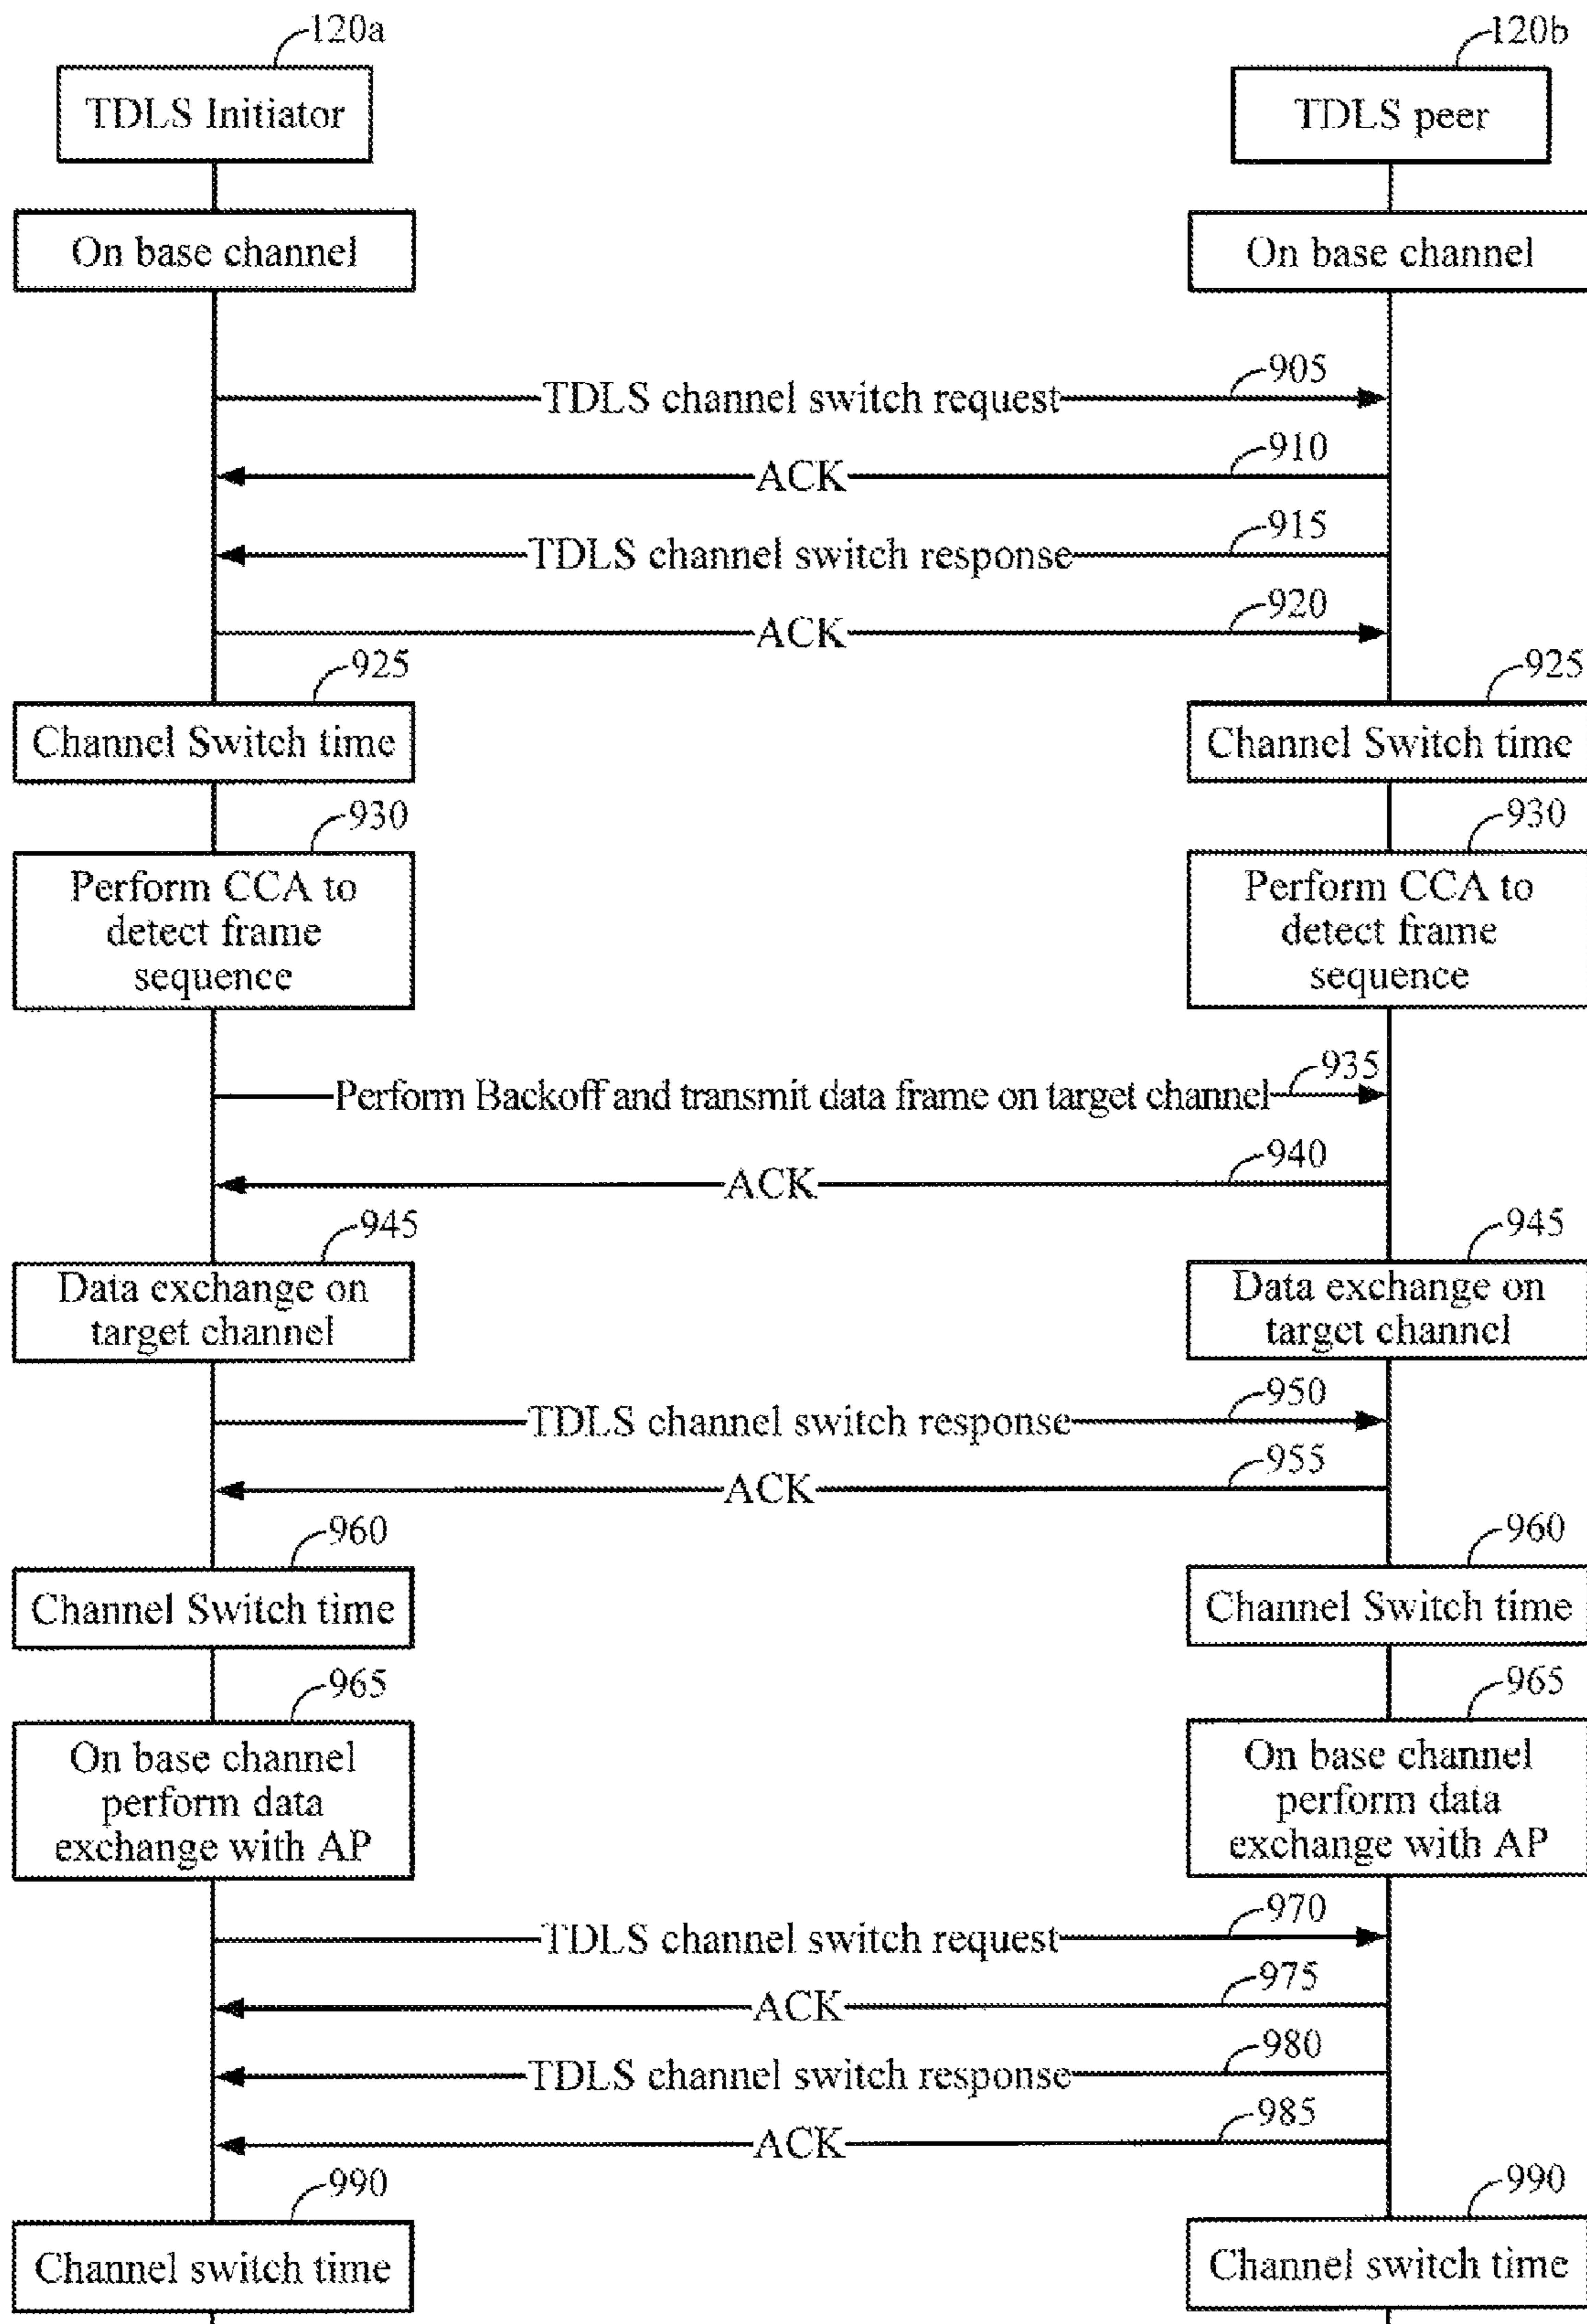 120a
120b
TDLS Initiator
TDLS peer
On base channel
On base channel
905
TDLS channel switch request
910
ACK
915
TDLS channel switch response
920
ACK
925
925
Channel Switch time
Channel Switch time
930
930
Perform CCA to
detect frame
sequence
Perform CCA to
detect frame
sequence
935
Perform Backoff and transmit data frame on target channel
940
ACK
945
945
Data exchange on
target channel
Data exchange on
target channel
950
TDLS channel switch response
955
ACK
960
960
Channel Switch time
Channel Switch time
965
965
On base channel
perform data
exchange with AP
On base channel
perform data
exchange with AP
970
TDLS channel switch request
975
ACK
980
TDLS channel switch response
985
ACK
990
990
Channel switch time
Channel switch time